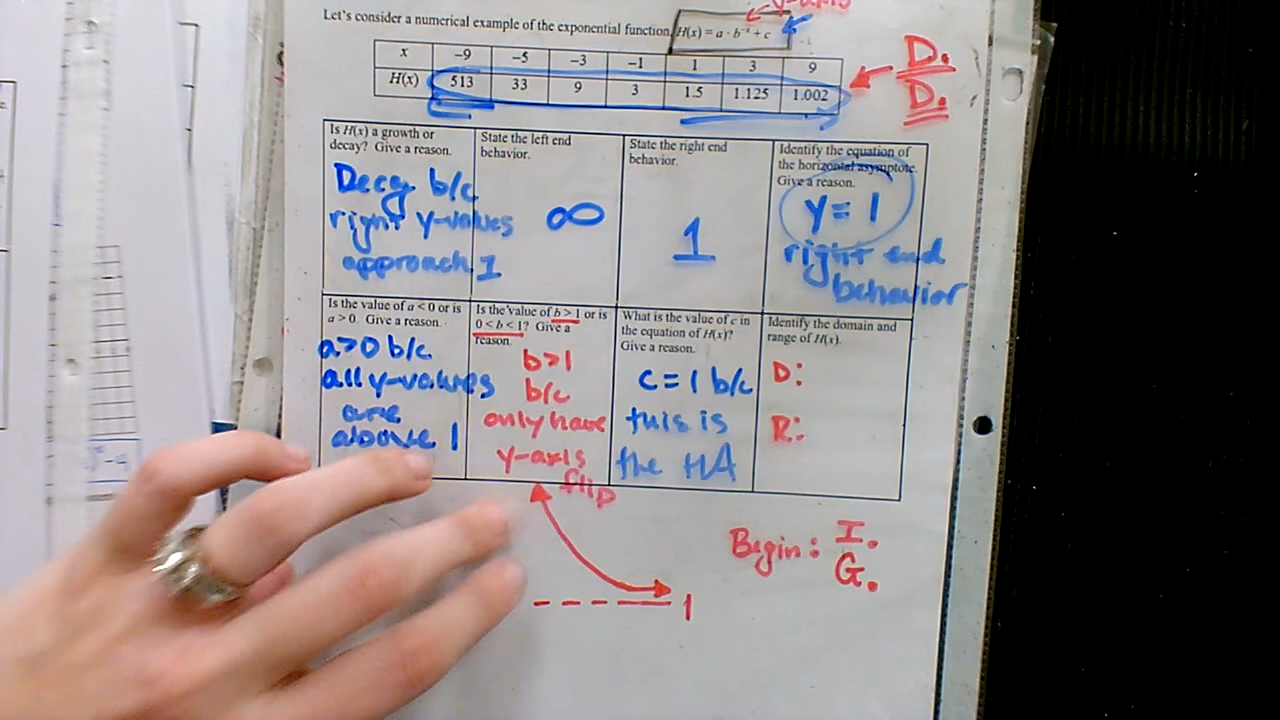 y-axis
Let's consider a numerical example of the exponential function H(x) = a · b⁻ˣ + c
x −9 −5 −3 −1 1 3 9
H(x) 513 33 9 3 1.5 1.125 1.002
D.
D.
Is H(x) a growth or
decay? Give a reason.
Decay b/c
right y-values
approach 1
State the left end
behavior.
∞
State the right end
behavior.
1
Identify the equation of
the horizontal asymptote.
Give a reason.
y = 1
right end
behavior
Is the value of a < 0 or is
a > 0. Give a reason.
a>0 b/c
all y-values
are
above 1
Is the value of b > 1 or is
0 < b < 1? Give a
reason.
b>1
b/c
only have
y-axis
flip
What is the value of c in
the equation of H(x)?
Give a reason.
c = 1 b/c
this is
the HA
Identify the domain and
range of H(x).
D:
R:
Begin: I.
G.
1